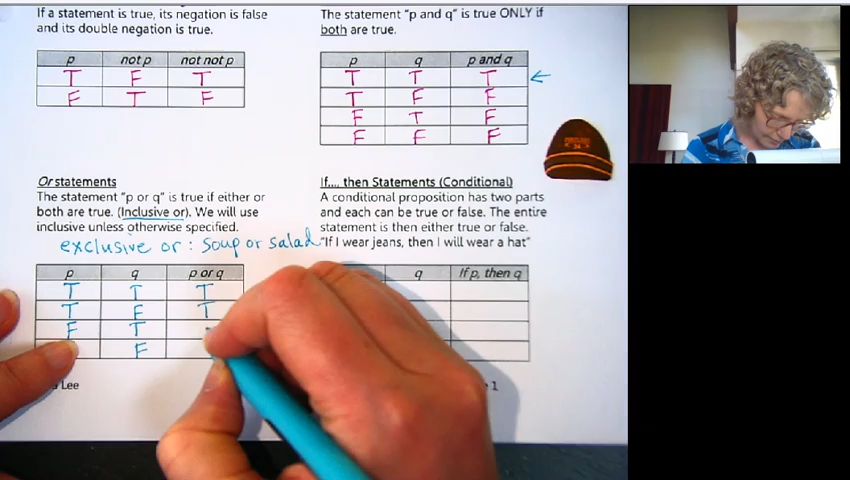 If a statement is true, its negation is false
and its double negation is true.
p not p not not p
T F T
F T F
The statement "p and q" is true ONLY if
both are true.
p q p and q
T T T
T F F
F T F
F F F
Or statements
The statement "p or q" is true if either or
both are true. (Inclusive or). We will use
inclusive unless otherwise specified.
exclusive or: soup or salad
p q p or q
T T T
T F T
F T
F
Lee
If.... then Statements (Conditional)
A conditional proposition has two parts
and each can be true or false. The entire
statement is then either true or false.
"If I wear jeans, then I will wear a hat"
q If p, then q
1